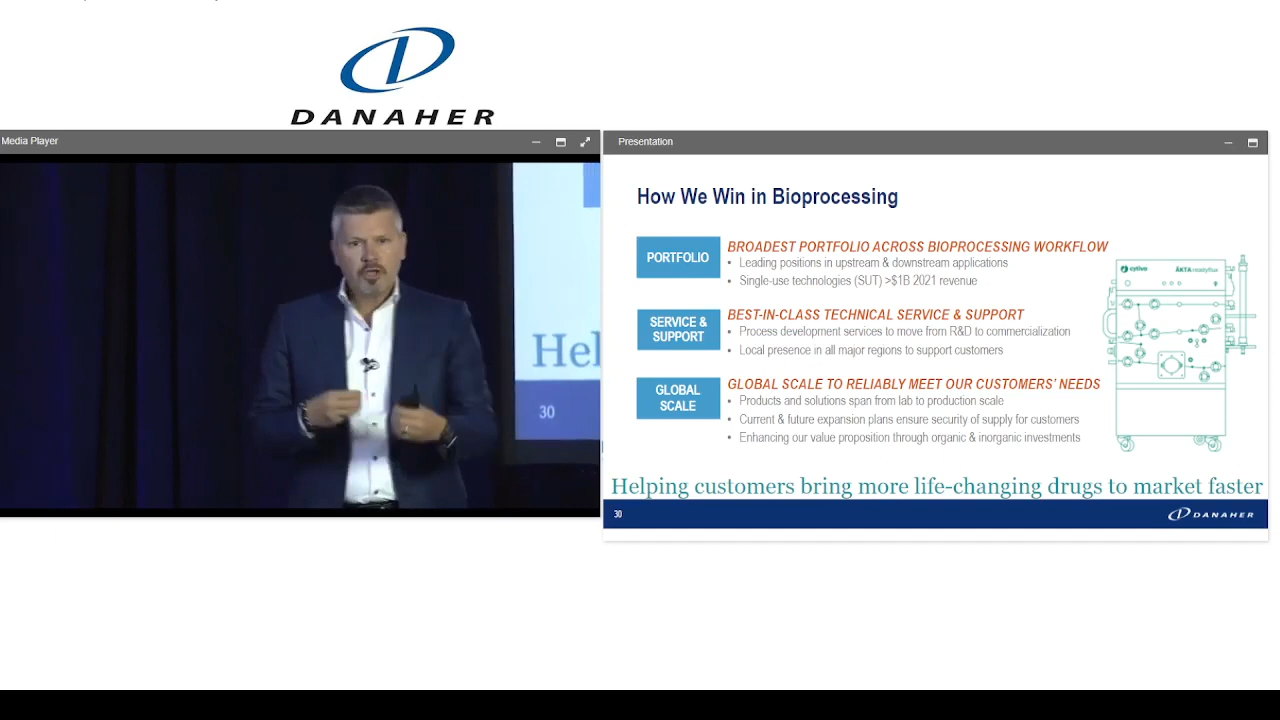 DANAHER
Media Player
Hel
30
Presentation
How We Win in Bioprocessing
PORTFOLIO
BROADEST PORTFOLIO ACROSS BIOPROCESSING WORKFLOW
• Leading positions in upstream & downstream applications
• Single-use technologies (SUT) >$1B 2021 revenue
SERVICE &
SUPPORT
BEST-IN-CLASS TECHNICAL SERVICE & SUPPORT
• Process development services to move from R&D to commercialization
• Local presence in all major regions to support customers
GLOBAL
SCALE
GLOBAL SCALE TO RELIABLY MEET OUR CUSTOMERS' NEEDS
• Products and solutions span from lab to production scale
• Current & future expansion plans ensure security of supply for customers
• Enhancing our value proposition through organic & inorganic investments
cytiva
ÄKTA readyflux
Helping customers bring more life-changing drugs to market faster
30
DANAHER